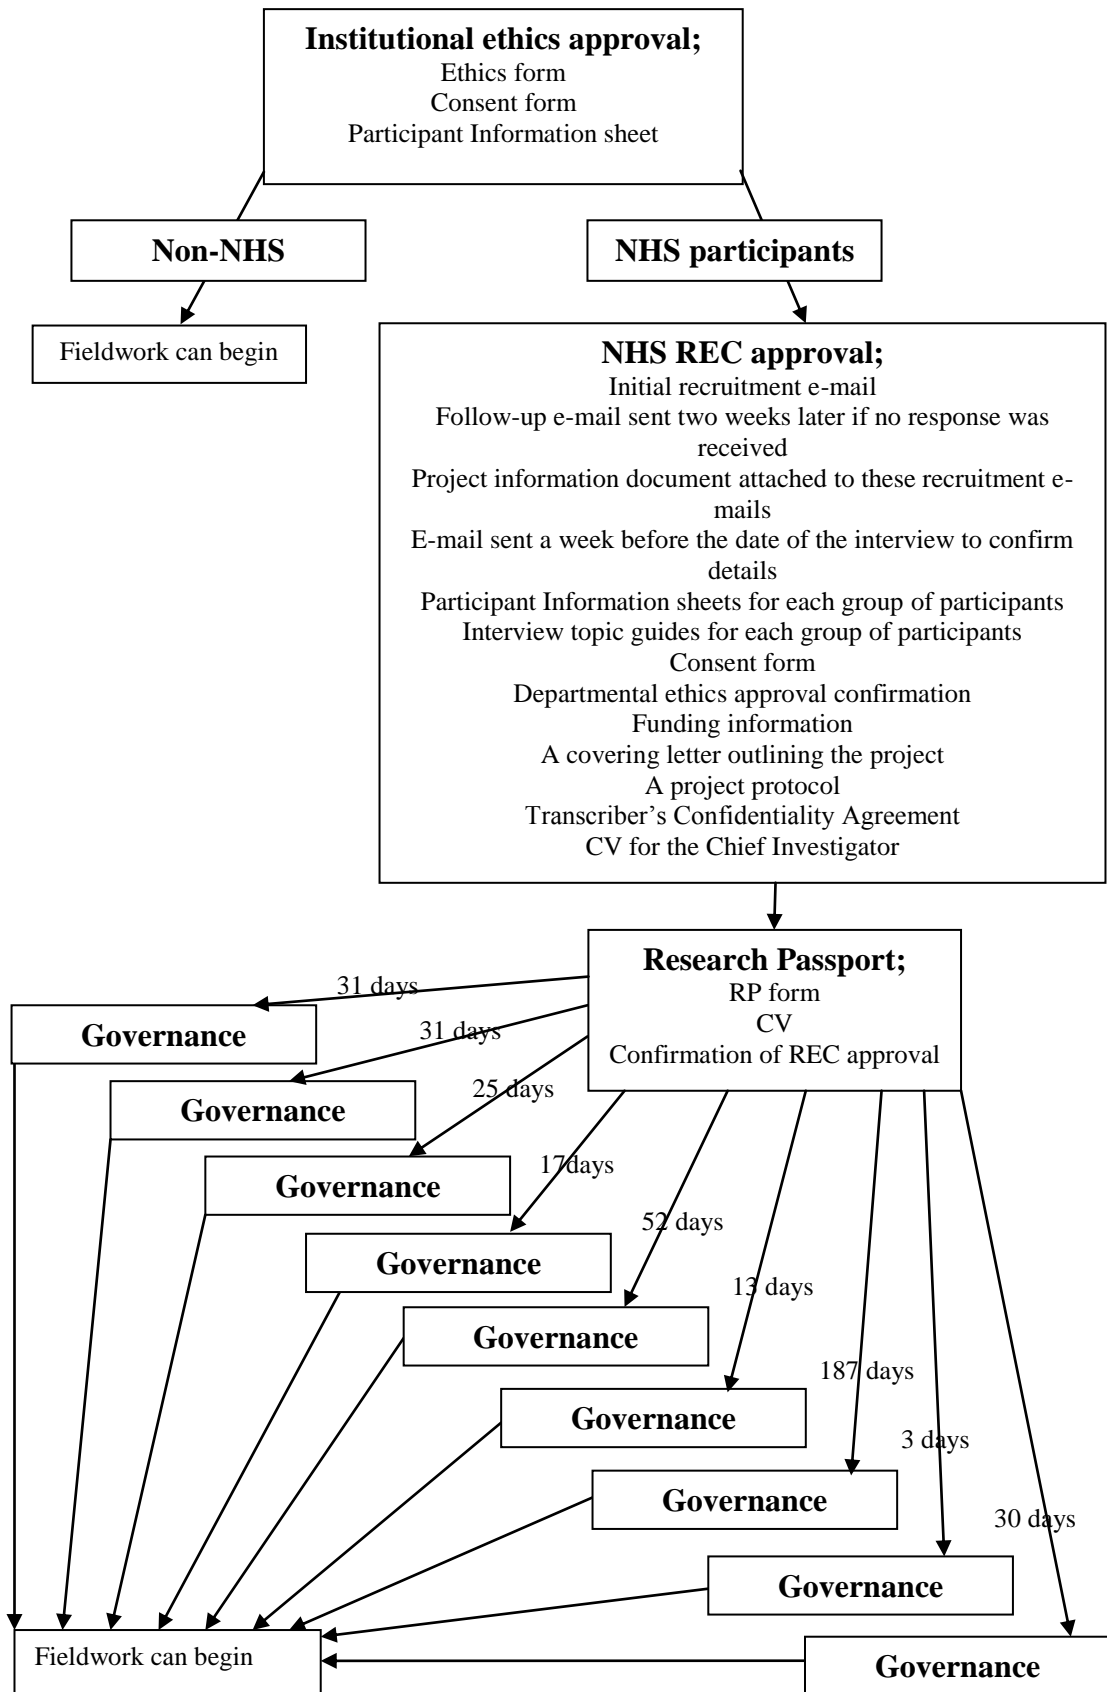 Institutional ethics approval;
Ethics form
Consent form
Participant Information sheet
Non-NHS
NHS participants
Fieldwork can begin
NHS REC approval;
Initial recruitment e-mail
Follow-up e-mail sent two weeks later if no response was
received
Project information document attached to these recruitment e-
mails
E-mail sent a week before the date of the interview to confirm
details
Participant Information sheets for each group of participants
Interview topic guides for each group of participants
Consent form
Departmental ethics approval confirmation
Funding information
A covering letter outlining the project
A project protocol
Transcriber’s Confidentiality Agreement
CV for the Chief Investigator
Research Passport;
RP form
CV
Confirmation of REC approval
31 days
Governance
31 days
Governance
25 days
Governance
17days
Governance
52 days
Governance
13 days
Governance
187 days
Governance
3 days
Governance
30 days
Governance
Fieldwork can begin